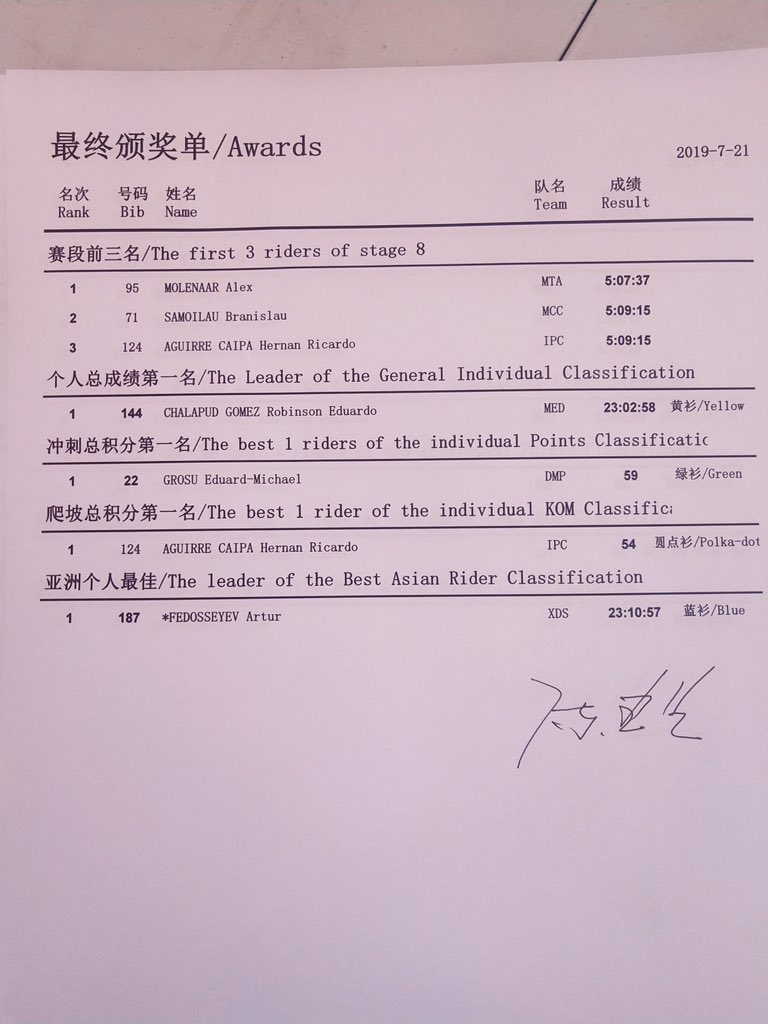 最终颁奖单/Awards
2019-7-21
名次 号码 姓名 队名 成绩
Rank Bib Name Team Result
赛段前三名/The first 3 riders of stage 8
1 95 MOLENAAR Alex MTA 5:07:37
2 71 SAMOILAU Branislau MCC 5:09:15
3 124 AGUIRRE CAIPA Hernan Ricardo IPC 5:09:15
个人总成绩第一名/The Leader of the General Individual Classification
1 144 CHALAPUD GOMEZ Robinson Eduardo MED 23:02:58 黄衫/Yellow
冲刺总积分第一名/The best 1 riders of the individual Points Classificatic
1 22 GROSU Eduard-Michael DMP 59 绿衫/Green
爬坡总积分第一名/The best 1 rider of the individual KOM Classifica
1 124 AGUIRRE CAIPA Hernan Ricardo IPC 54 圆点衫/Polka-dot
亚洲个人最佳/The leader of the Best Asian Rider Classification
1 187 *FEDOSSEYEV Artur XDS 23:10:57 蓝衫/Blue